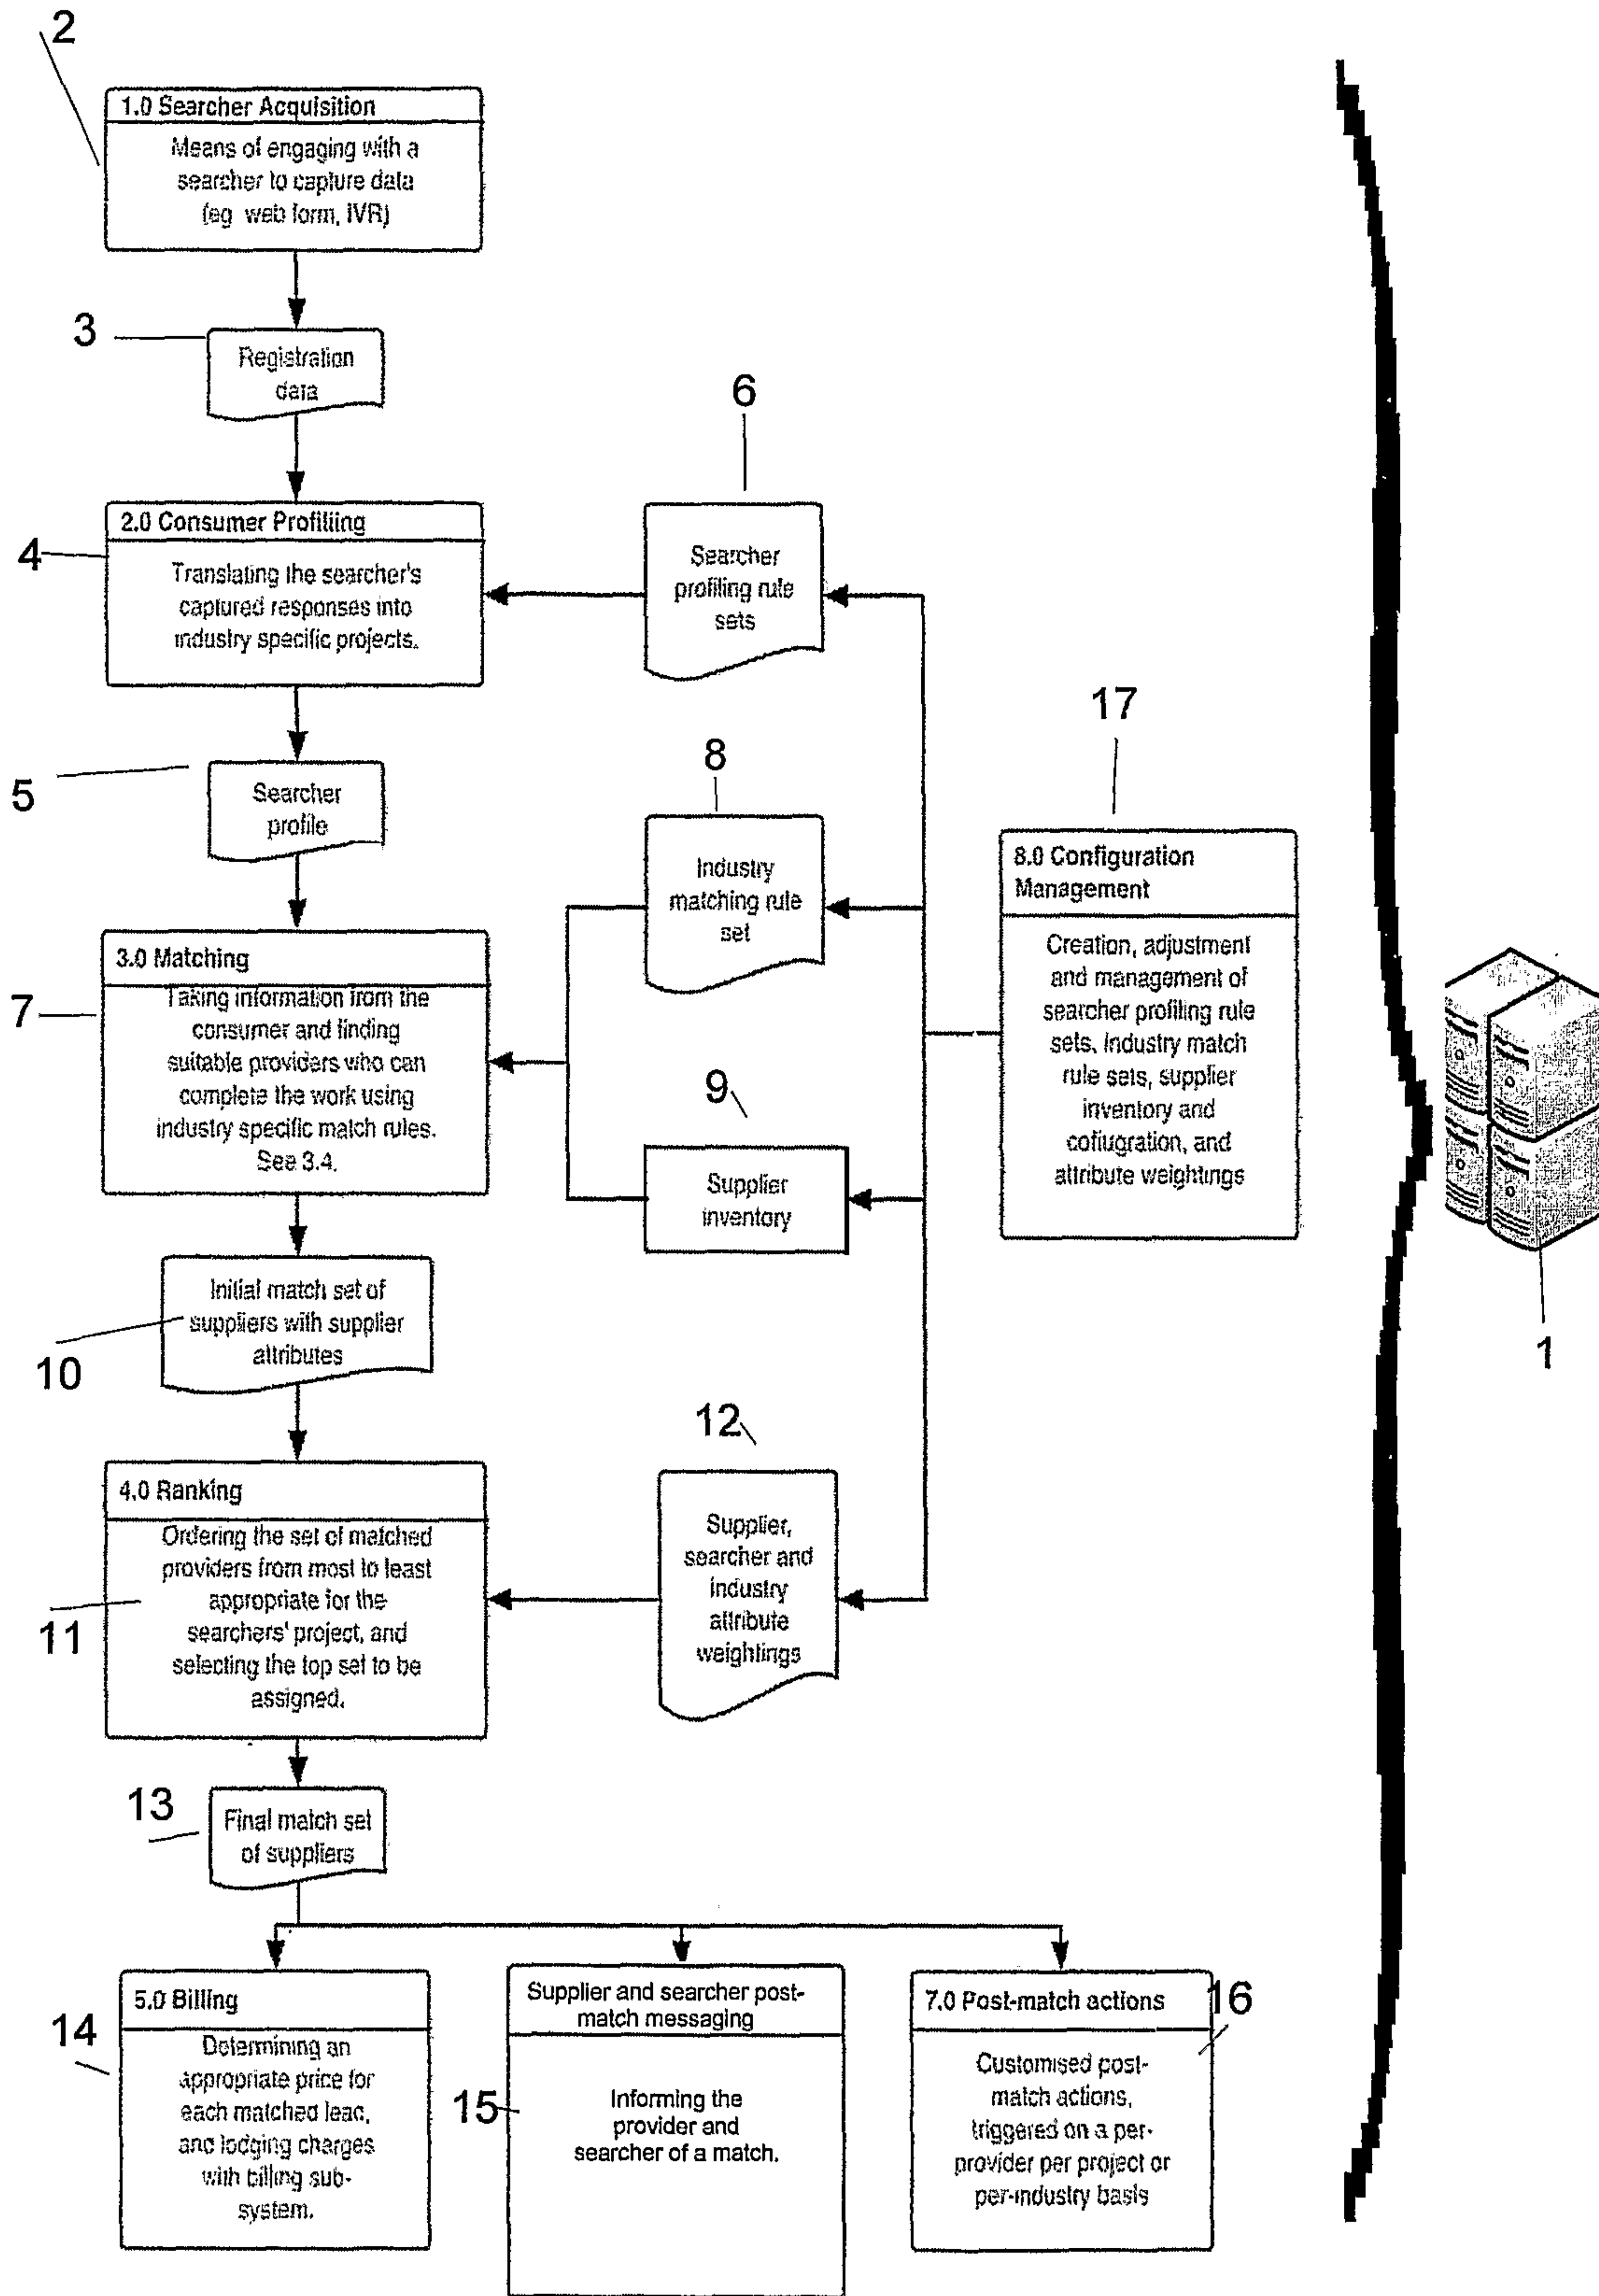 2
1.0 Searcher Acquisition
Means of engaging with a
searcher to capture data
(eg web form, IVR)
3
Registration
data
6
2.0 Consumer Profiling
4
Translating the searcher's
captured responses into
industry specific projects.
Searcher
profiling rule
sets
17
5
Searcher
profile
8
Industry
matching rule
set
8.0 Configuration
Management
Creation, adjustment
and management of
searcher profiling rule
sets, industry match
rule sets, supplier
inventory and
cofiugration, and
attribute weightings
3.0 Matching
7
Taking information from the
consumer and finding
suitable providers who can
complete the work using
industry specific match rules.
See 3.4.
9
Supplier
inventory
1
10
Initial match set of
suppliers with supplier
attributes
12
4.0 Ranking
11
Ordering the set of matched
providers from most to least
appropriate for the
searchers' project, and
selecting the top set to be
assigned.
Supplier,
searcher and
industry
attribute
weightings
13
Final match set
of suppliers
5.0 Billing
14
Determining an
appropriate price for
each matched lead,
and lodging charges
with billing sub-
system.
Supplier and searcher post-
match messaging
15
Informing the
provider and
searcher of a match.
7.0 Post-match actions
16
Customised post-
match actions,
triggered on a per-
provider per project or
per-industry basis